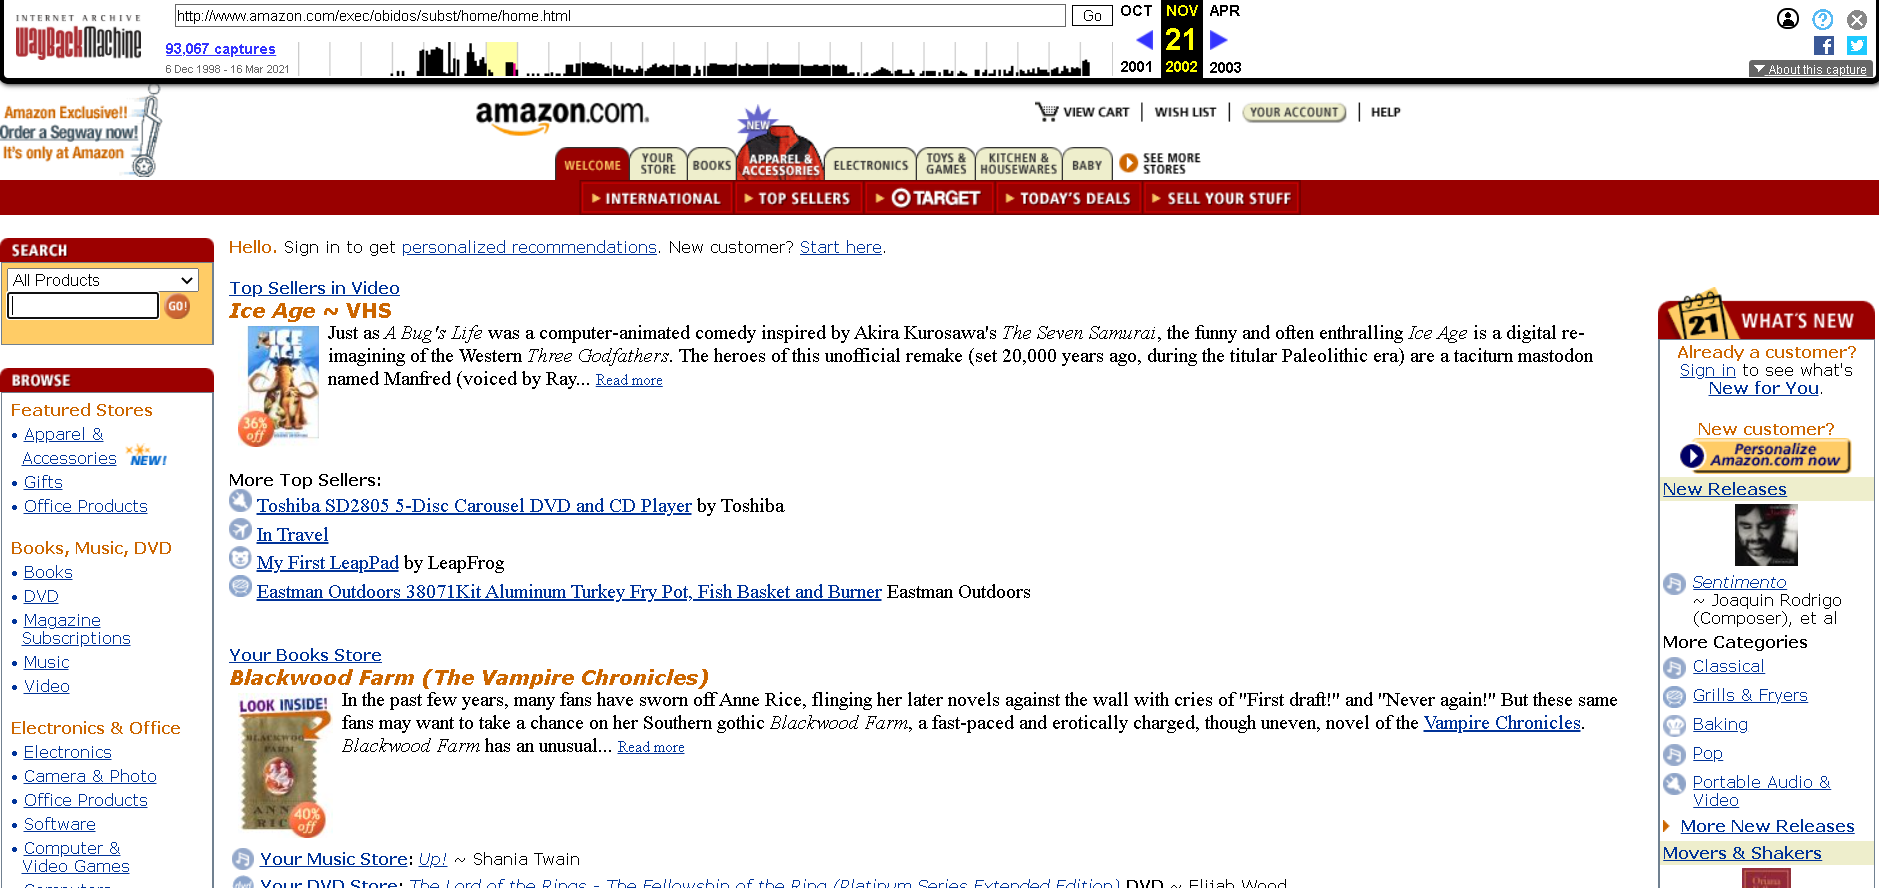 INTERNET ARCHIVE
WayBackMachine
http://www.amazon.com/exec/obidos/subst/home/home.html
Go
OCT NOV APR
21
2001 2002 2003
93,067 captures
6 Dec 1998 - 16 Mar 2021
About this capture
Amazon Exclusive!!
Order a Segway now!
It's only at Amazon
amazon.com.
VIEW CART | WISH LIST | YOUR ACCOUNT | HELP
WELCOME
YOUR STORE
BOOKS
NEW
APPAREL & ACCESSORIES
ELECTRONICS
TOYS & GAMES
KITCHEN & HOUSEWARES
BABY
SEE MORE STORES
INTERNATIONAL
TOP SELLERS
TARGET
TODAY'S DEALS
SELL YOUR STUFF
SEARCH
All Products
GO!
BROWSE
Featured Stores
• Apparel &
Accessories NEW!
• Gifts
• Office Products
Books, Music, DVD
• Books
• DVD
• Magazine
Subscriptions
• Music
• Video
Electronics & Office
• Electronics
• Camera & Photo
• Office Products
• Software
• Computer &
Video Games
Hello. Sign in to get personalized recommendations. New customer? Start here.
Top Sellers in Video
Ice Age ~ VHS
ICE AGE
36% off
Just as A Bug's Life was a computer-animated comedy inspired by Akira Kurosawa's The Seven Samurai, the funny and often enthralling Ice Age is a digital re-
imagining of the Western Three Godfathers. The heroes of this unofficial remake (set 20,000 years ago, during the titular Paleolithic era) are a taciturn mastodon
named Manfred (voiced by Ray... Read more
More Top Sellers:
Toshiba SD2805 5-Disc Carousel DVD and CD Player by Toshiba
In Travel
My First LeapPad by LeapFrog
Eastman Outdoors 38071Kit Aluminum Turkey Fry Pot, Fish Basket and Burner Eastman Outdoors
Your Books Store
Blackwood Farm (The Vampire Chronicles)
LOOK INSIDE!
BLACKWOOD
FARM
ANNE
RICE
40% off
In the past few years, many fans have sworn off Anne Rice, flinging her later novels against the wall with cries of "First draft!" and "Never again!" But these same
fans may want to take a chance on her Southern gothic Blackwood Farm, a fast-paced and erotically charged, though uneven, novel of the Vampire Chronicles.
Blackwood Farm has an unusual... Read more
Your Music Store: Up! ~ Shania Twain
Your DVD Store: The Lord of the Rings - The Fellowship of the Ring (Platinum Series Extended Edition) DVD ~ Elijah Wood
21 WHAT'S NEW
Already a customer?
Sign in to see what's
New for You.
New customer?
Personalize
Amazon.com now
New Releases
Sentimento
~ Joaquin Rodrigo
(Composer), et al
More Categories
Classical
Grills & Fryers
Baking
Pop
Portable Audio &
Video
More New Releases
Movers & Shakers